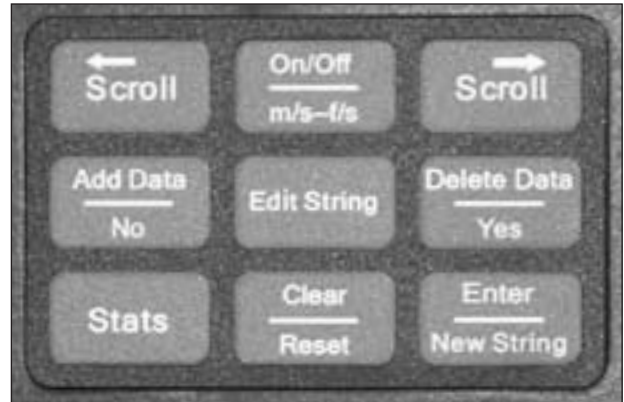 Scroll
On/Off
m/s–f/s
Scroll
Add Data
No
Edit String
Delete Data
Yes
Stats
Clear
Reset
Enter
New String